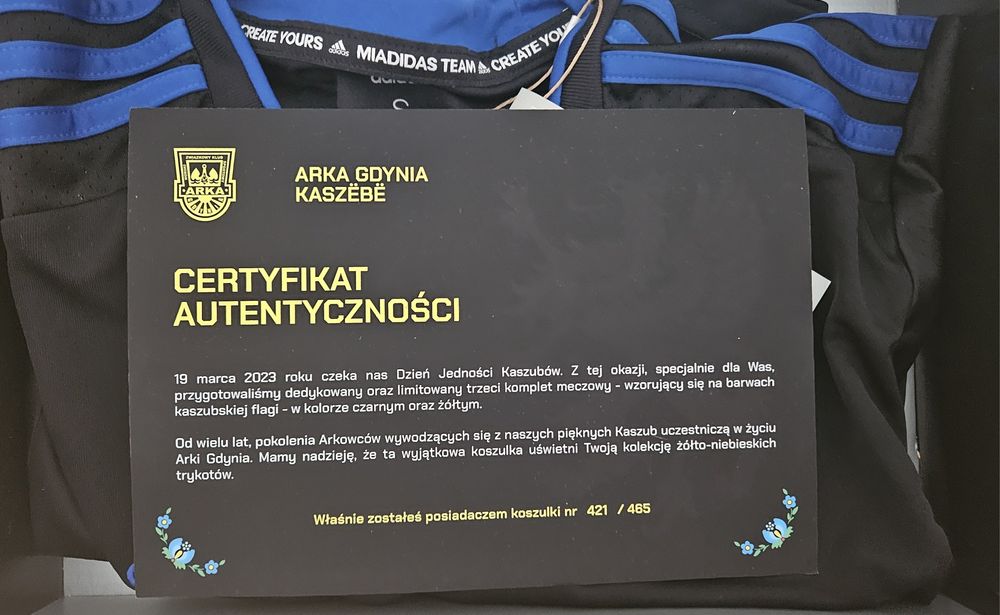 CREATE YOURS adidas MIADIDAS TEAM adidas CREATE YOU
adidas
ZWIĄZKOWY KLUB
ARKA
ARKA GDYNIA
KASZËBË
CERTYFIKAT
AUTENTYCZNOŚCI
19 marca 2023 roku czeka nas Dzień Jedności Kaszubów. Z tej okazji, specjalnie dla Was,
przygotowaliśmy dedykowany oraz limitowany trzeci komplet meczowy - wzorujący się na barwach
kaszubskiej flagi - w kolorze czarnym oraz żółtym.
Od wielu lat, pokolenia Arkowców wywodzących się z naszych pięknych Kaszub uczestniczą w życiu
Arki Gdynia. Mamy nadzieję, że ta wyjątkowa koszulka uświetni Twoją kolekcję żółto-niebieskich
trykotów.
Właśnie zostałeś posiadaczem koszulki nr 421 / 465